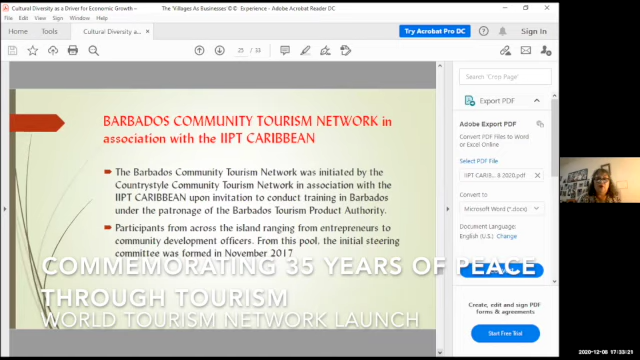 Cultural Diversity as a Driver for Economic Growth – The 'Villages As Businesses'©© Experience - Adobe Acrobat Reader DC
File Edit View Sign Window Help
Home Tools Cultural Diversity a... × Sign In
Try Acrobat Pro DC
25 / 33
BARBADOS COMMUNITY TOURISM NETWORK in
association with the IIPT CARIBBEAN
The Barbados Community Tourism Network was initiated by the
Countrystyle Community Tourism Network in association with the
IIPT CARIBBEAN upon invitation to conduct training in Barbados
under the patronage of the Barbados Tourism Product Authority.
Participants from across the island ranging from entrepreneurs to
community development officers. From this pool, the initial steering
committee was formed in November 2017
COMMEMORATING 35 YEARS OF PEACE
THROUGH TOURISM
WORLD TOURISM NETWORK LAUNCH
Search 'Crop Page'
Export PDF
Adobe Export PDF
Convert PDF Files to Word
or Excel Online
Select PDF File
IIPT CARIB... 8 2020.pdf ×
Convert to
Microsoft Word (*.docx)
Document Language:
English (U.S.) Change
Create, edit and sign PDF
forms & agreements
Start Free Trial
2020-12-08 17:33:21